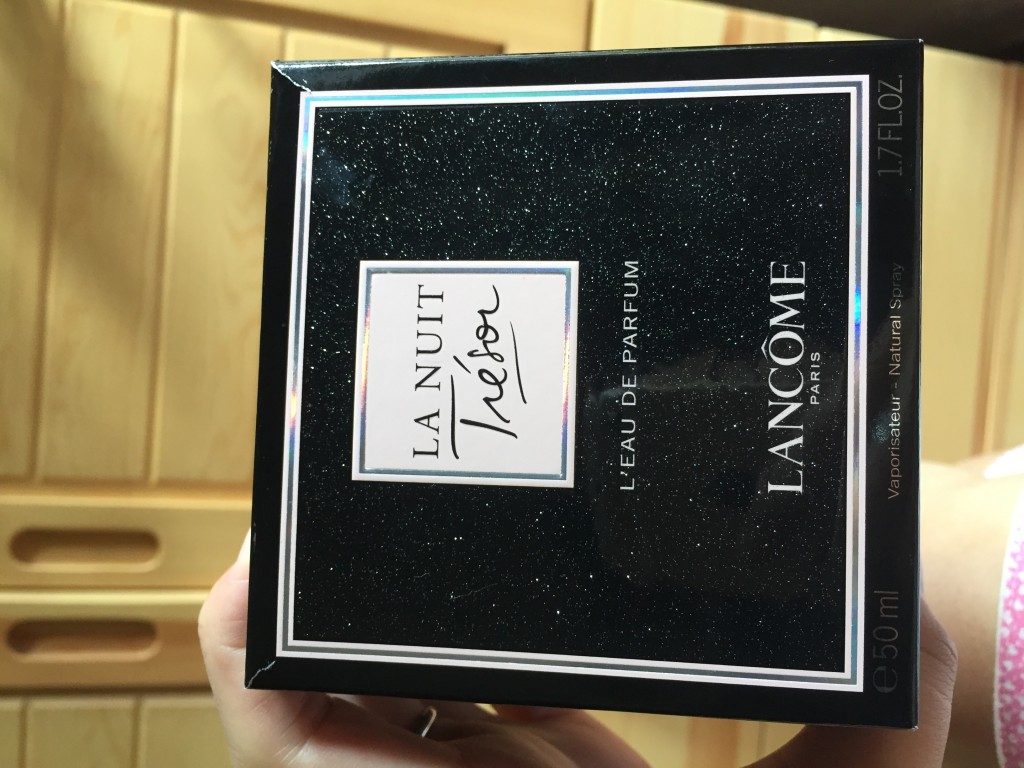 LA NUIT
Trésor
L'EAU DE PARFUM
LANCÔME
PARIS
Vaporisateur - Natural Spray
℮ 50 ml 1.7 FL.OZ.